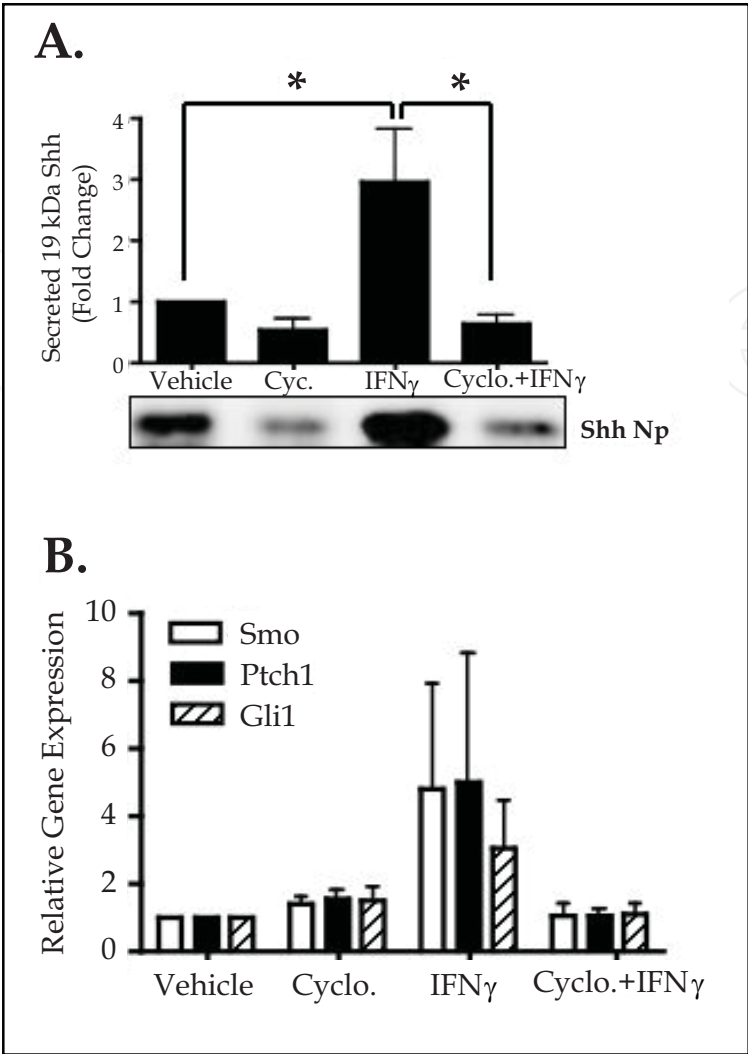 A.
* *
Secreted 19 kDa Shh
(Fold Change)
4
3
2
1
0
Vehicle Cyc. IFNγ Cyclo.+IFNγ
Shh Np
B.
Relative Gene Expression
10
8
6
4
2
0
Smo
Ptch1
Gli1
Vehicle Cyclo. IFNγ Cyclo.+IFNγ